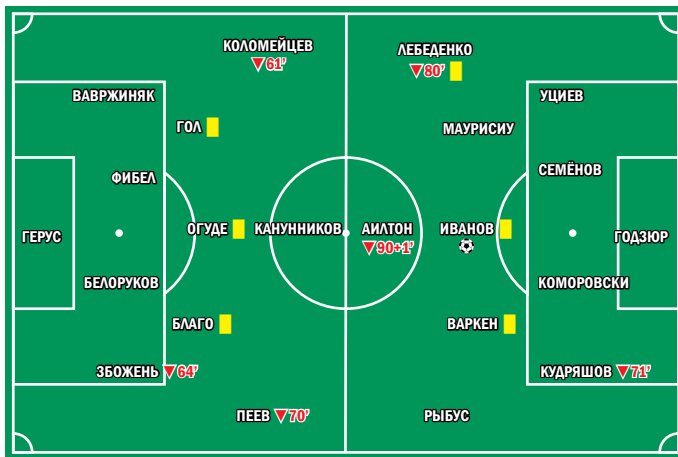 КОЛОМЕЙЦЕВ
61'
ЛЕБЕДЕНКО
80'
ВАВРЖИНЯК
УЦИЕВ
ГОЛ
МАУРИСИУ
ФИБЕЛ
СЕМЁНОВ
ГЕРУС
ОГУДЕ
КАНУННИКОВ
АИЛТОН
90+1'
ИВАНОВ
ГОДЗЮР
БЕЛОРУКОВ
КОМОРОВСКИ
БЛАГО
ВАРКЕН
ЗБОЖЕНЬ 64'
КУДРЯШОВ 71'
ПЕЕВ 70'
РЫБУС